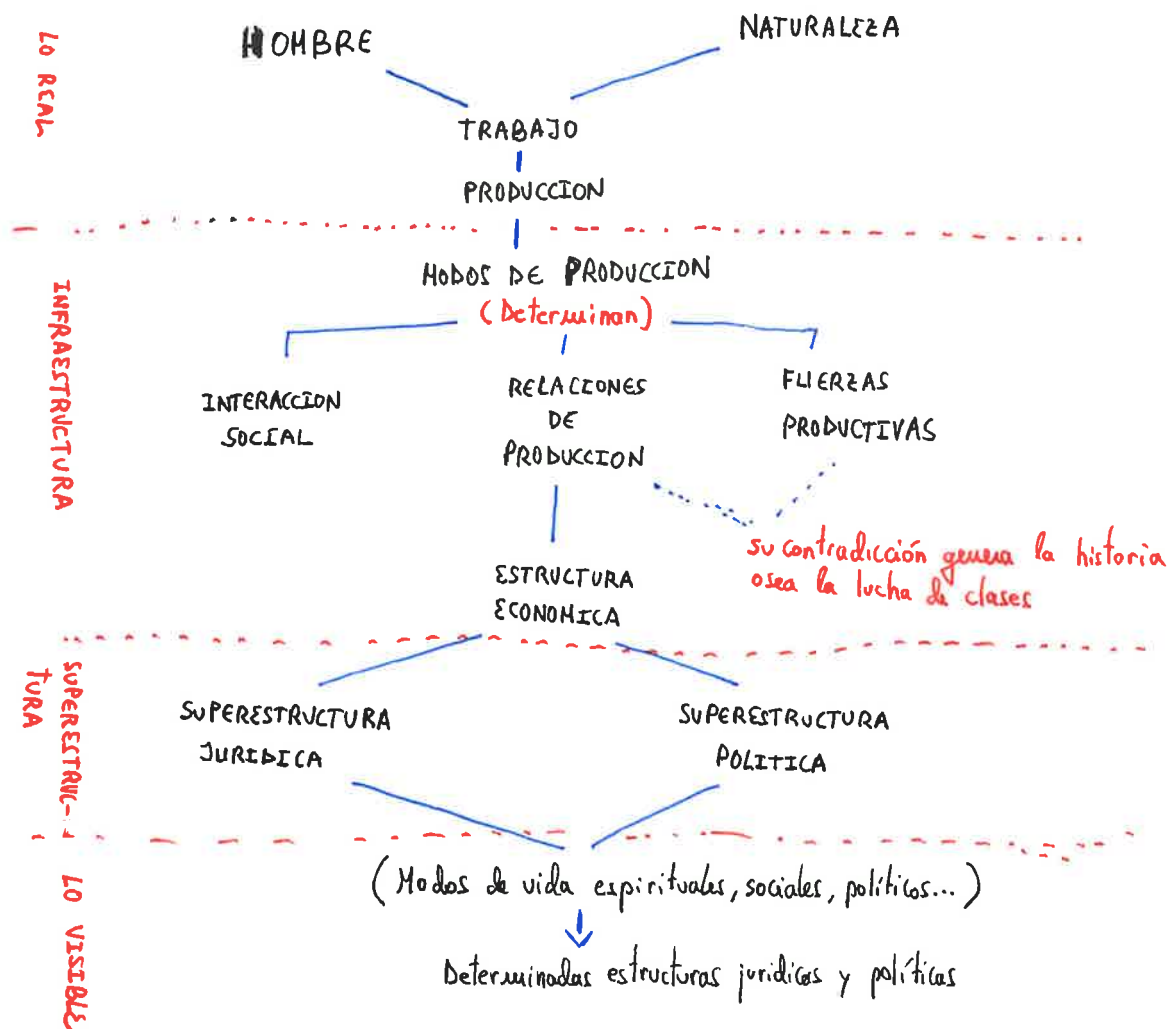 LO REAL
HOMBRE
NATURALEZA
TRABAJO
PRODUCCION
INFRAESTRUCTURA
MODOS DE PRODUCCION
(Determinan)
INTERACCION
SOCIAL
RELACIONES
DE
PRODUCCION
FUERZAS
PRODUCTIVAS
su contradicción genera la historia
osea la lucha de clases
ESTRUCTURA
ECONOMICA
SUPERESTRUC-
TURA
SUPERESTRUCTURA
JURIDICA
SUPERESTRUCTURA
POLITICA
LO VISIBLE
(Modos de vida espirituales, sociales, políticos...)
Determinadas estructuras juridicas y políticas